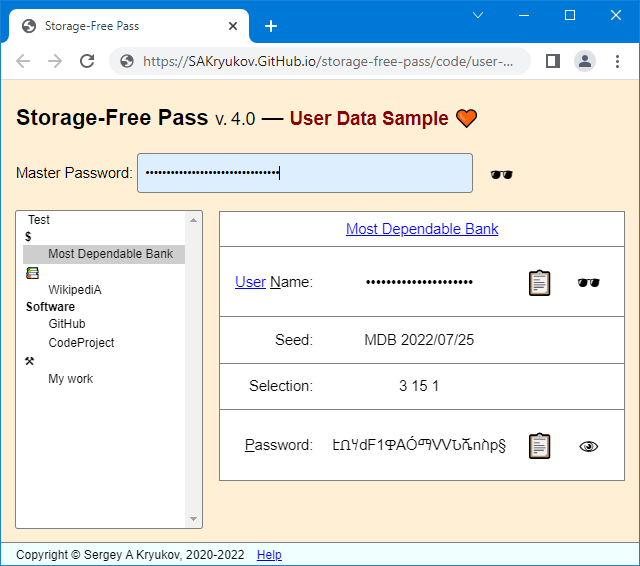 Storage-Free Pass
https://SAKryukov.GitHub.io/storage-free-pass/code/user-...
Storage-Free Pass v. 4.0 — User Data Sample
Master Password: ••••••••••••••••••••••••••••••••
Test
$
Most Dependable Bank
WikipediA
Software
GitHub
CodeProject
My work
Most Dependable Bank
User Name: •••••••••••••••••••••
Seed: MDB 2022/07/25
Selection: 3 15 1
Password:
Copyright © Sergey A Kryukov, 2020-2022 Help